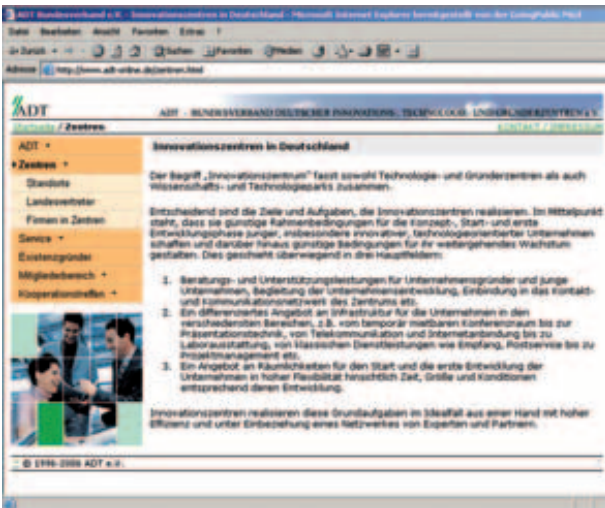 ADT Bundesverband e.V. - Innovationszentren in Deutschland - Microsoft Internet Explorer bereitgestellt von der GoingPublic Medi
Datei Bearbeiten Ansicht Favoriten Extras ?
Zurück Suchen Favoriten Medien
Adresse http://www.adt-online.de/zentren.html
ADT
ADT - BUNDESVERBAND DEUTSCHER INNOVATIONS-, TECHNOLOGIE- UND GRÜNDERZENTREN e.V.
Startseite / Zentren
KONTAKT / IMPRESSUM
ADT
Zentren
Standorte
Landesvertreter
Firmen in Zentren
Service
Existenzgründer
Mitgliederbereich
Kooperationstreffen
Innovationszentren in Deutschland
Der Begriff „Innovationszentrum" fasst sowohl Technologie- und Gründerzentren als auch
Wissenschafts- und Technologieparks zusammen.
Entscheidend sind die Ziele und Aufgaben, die Innovationszentren realisieren. Im Mittelpunkt
steht, dass sie günstige Rahmenbedingungen für die Konzept-, Start- und erste
Entwicklungsphase junger, insbesondere innovativer, technologieorientierter Unternehmen
schaffen und darüber hinaus günstige Bedingungen für ihr weitergehendes Wachstum
gestalten. Dies geschieht überwiegend in drei Hauptfeldern:
1. Beratungs- und Unterstützungsleistungen für Unternehmensgründer und junge
Unternehmen, Begleitung der Unternehmensentwicklung, Einbindung in das Kontakt-
und Kommunikationsnetzwerk des Zentrums etc.
2. Ein differenziertes Angebot an Infrastruktur für die Unternehmen in den
verschiedensten Bereichen, z.B. vom temporär mietbaren Konferenzraum bis zur
Präsentationstechnik, von Telekommunikation und Internetanbindung bis zu
Laborausstattung, von klassischen Dienstleistungen wie Empfang, Postservice bis zu
Projektmanagement etc.
3. Ein Angebot an Räumlichkeiten für den Start und die erste Entwicklung der
Unternehmen in hoher Flexibilität hinsichtlich Zeit, Größe und Konditionen
entsprechend deren Entwicklung.
Innovationszentren realisieren diese Grundaufgaben im Idealfall aus einer Hand mit hoher
Effizienz und unter Einbeziehung eines Netzwerkes von Experten und Partnern.
© 1996-2006 ADT e.V.